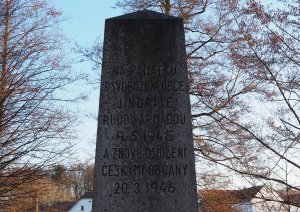 NA PAMÁTKU
OSVOBOZENÍ OBCE
JINDŘIŠE
RUDOU ARMÁDOU
9.5.1945
A ZNOVU OSÍDLENÍ
ČESKÝMI OBČANY
20.3.1946